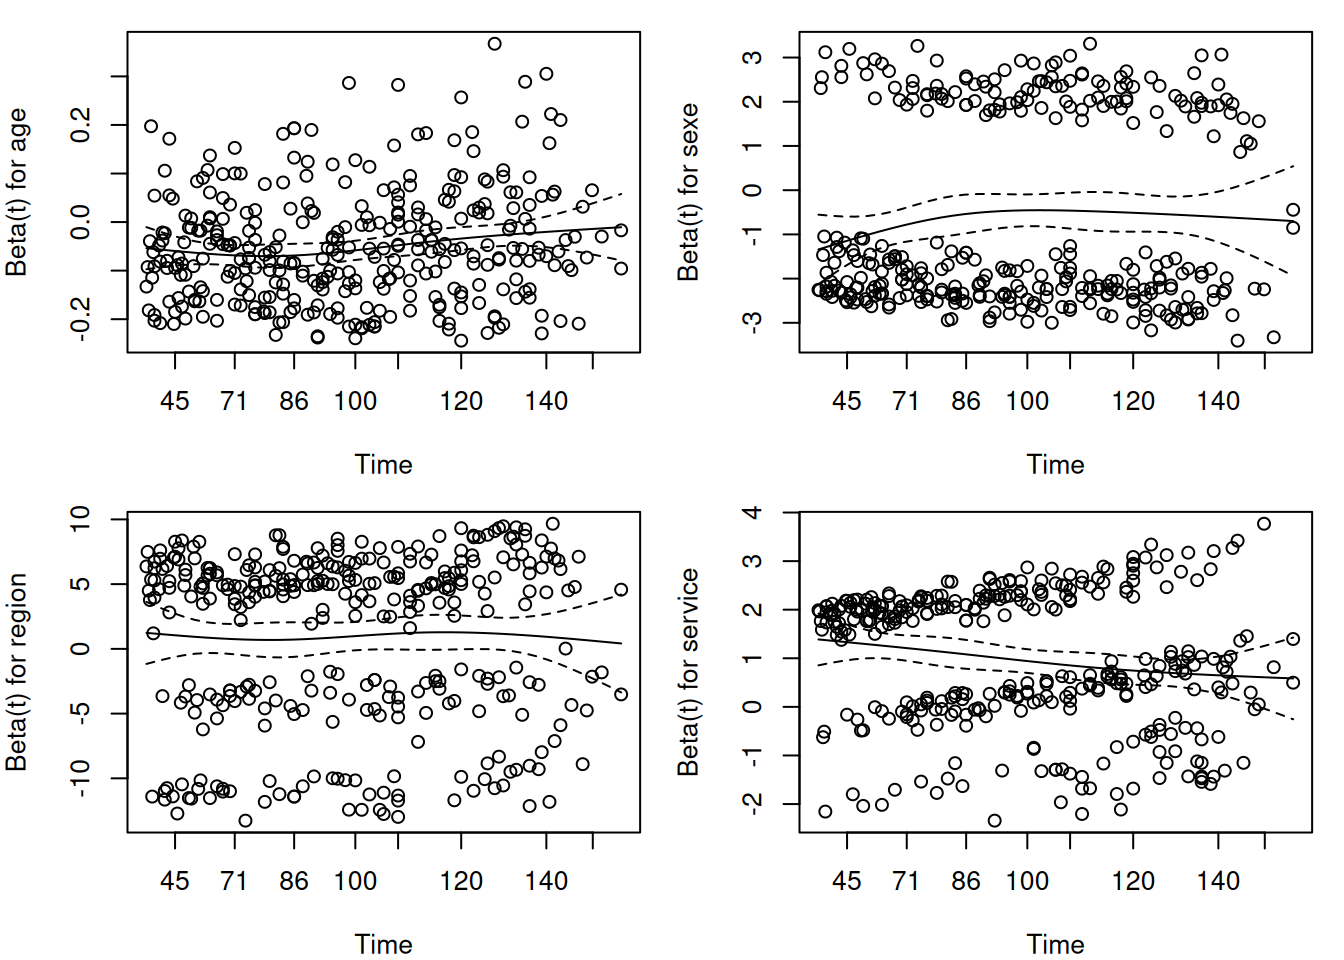 Beta(t) for age
0.2
0.0
-0.2
45 71 86 100 120 140
Time
Beta(t) for sexe
3
2
1
0
-1
-3
45 71 86 100 120 140
Time
Beta(t) for region
10
5
0
-5
-10
45 71 86 100 120 140
Time
Beta(t) for service
4
3
2
1
0
-1
-2
45 71 86 100 120 140
Time